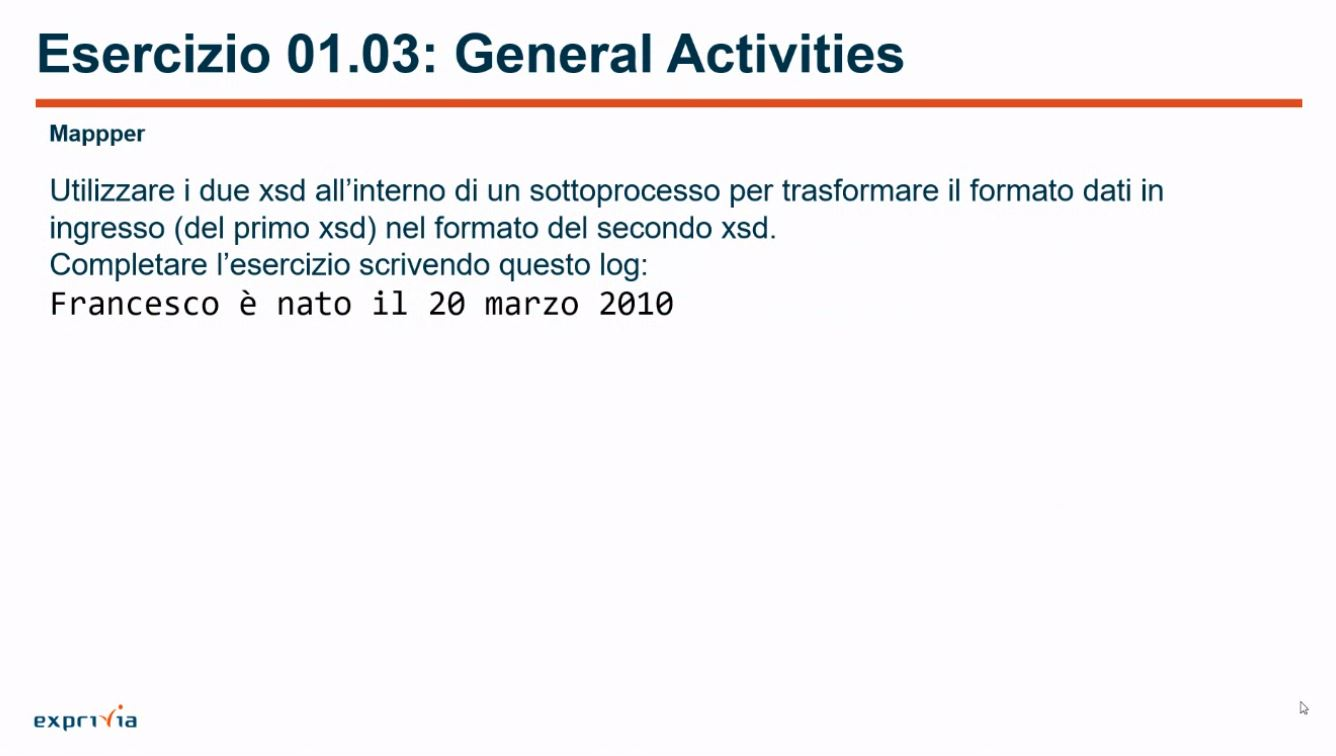 Esercizio 01.03: General Activities
Mappper
Utilizzare i due xsd all’interno di un sottoprocesso per trasformare il formato dati in
ingresso (del primo xsd) nel formato del secondo xsd.
Completare l’esercizio scrivendo questo log:
Francesco è nato il 20 marzo 2010
exprivia